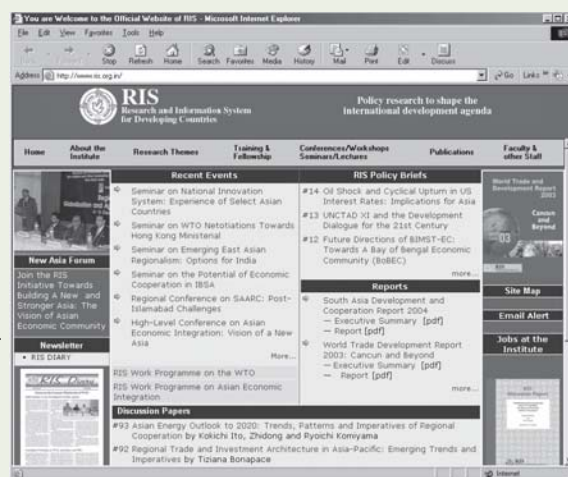 You are Welcome to the Official Website of RIS - Microsoft Internet Explorer
File Edit View Favorites Tools Help
Stop Refresh Home Search Favorites Media History Mail Print Edit Discuss
Address http://www.ris.org.in/ Go Links
RIS
Research and Information System
for Developing Countries
Policy research to shape the
international development agenda
Home
About the
Institute
Research Themes
Training &
Fellowship
Conferences/Workshops
Seminars/Lectures
Publications
Faculty &
other Staff
New Asia Forum
Join the RIS
Initiative Towards
Building A New and
Stronger Asia: The
Vision of Asian
Economic Community
Newsletter
RIS DIARY
Recent Events
Seminar on National Innovation
System: Experience of Select Asian
Countries
Seminar on WTO Netotiations Towards
Hong Kong Ministerial
Seminar on Emerging East Asian
Regionalism: Options for India
Seminar on the Potential of Economic
Cooperation in IBSA
Regional Conference on SAARC: Post-
Islamabad Challenges
High-Level Conference on Asian
Economic Integration: Vision of a New
Asia
More...
RIS Work Programme on the WTO
RIS Work Programme on Asian Economic
Integration
RIS Policy Briefs
#14 Oil Shock and Cyclical Upturn in US
Interest Rates: Implications for Asia
#13 UNCTAD XI and the Development
Dialogue for the 21st Century
#12 Future Directions of BIMST-EC:
Towards A Bay of Bengal Economic
Community (BoBEC)
more...
Reports
South Asia Development and
Cooperation Report 2004
— Executive Summary [pdf]
— Report [pdf]
World Trade Development Report
2003: Cancun and Beyond
— Executive Summary [pdf]
— Report [pdf]
more...
Discussion Papers
#93 Asian Energy Outlook to 2020: Trends, Patterns and Imperatives of Regional
Cooperation by Kokichi Ito, Zhidong and Ryoichi Komiyama
#92 Regional Trade and Investment Architecture in Asia-Pacific: Emerging Trends and
Imperatives by Tiziana Bonapace
World Trade and
Development Report
2003
Cancun
and
Beyond
03
Site Map
Email Alert
Jobs at the
Institute
Internet